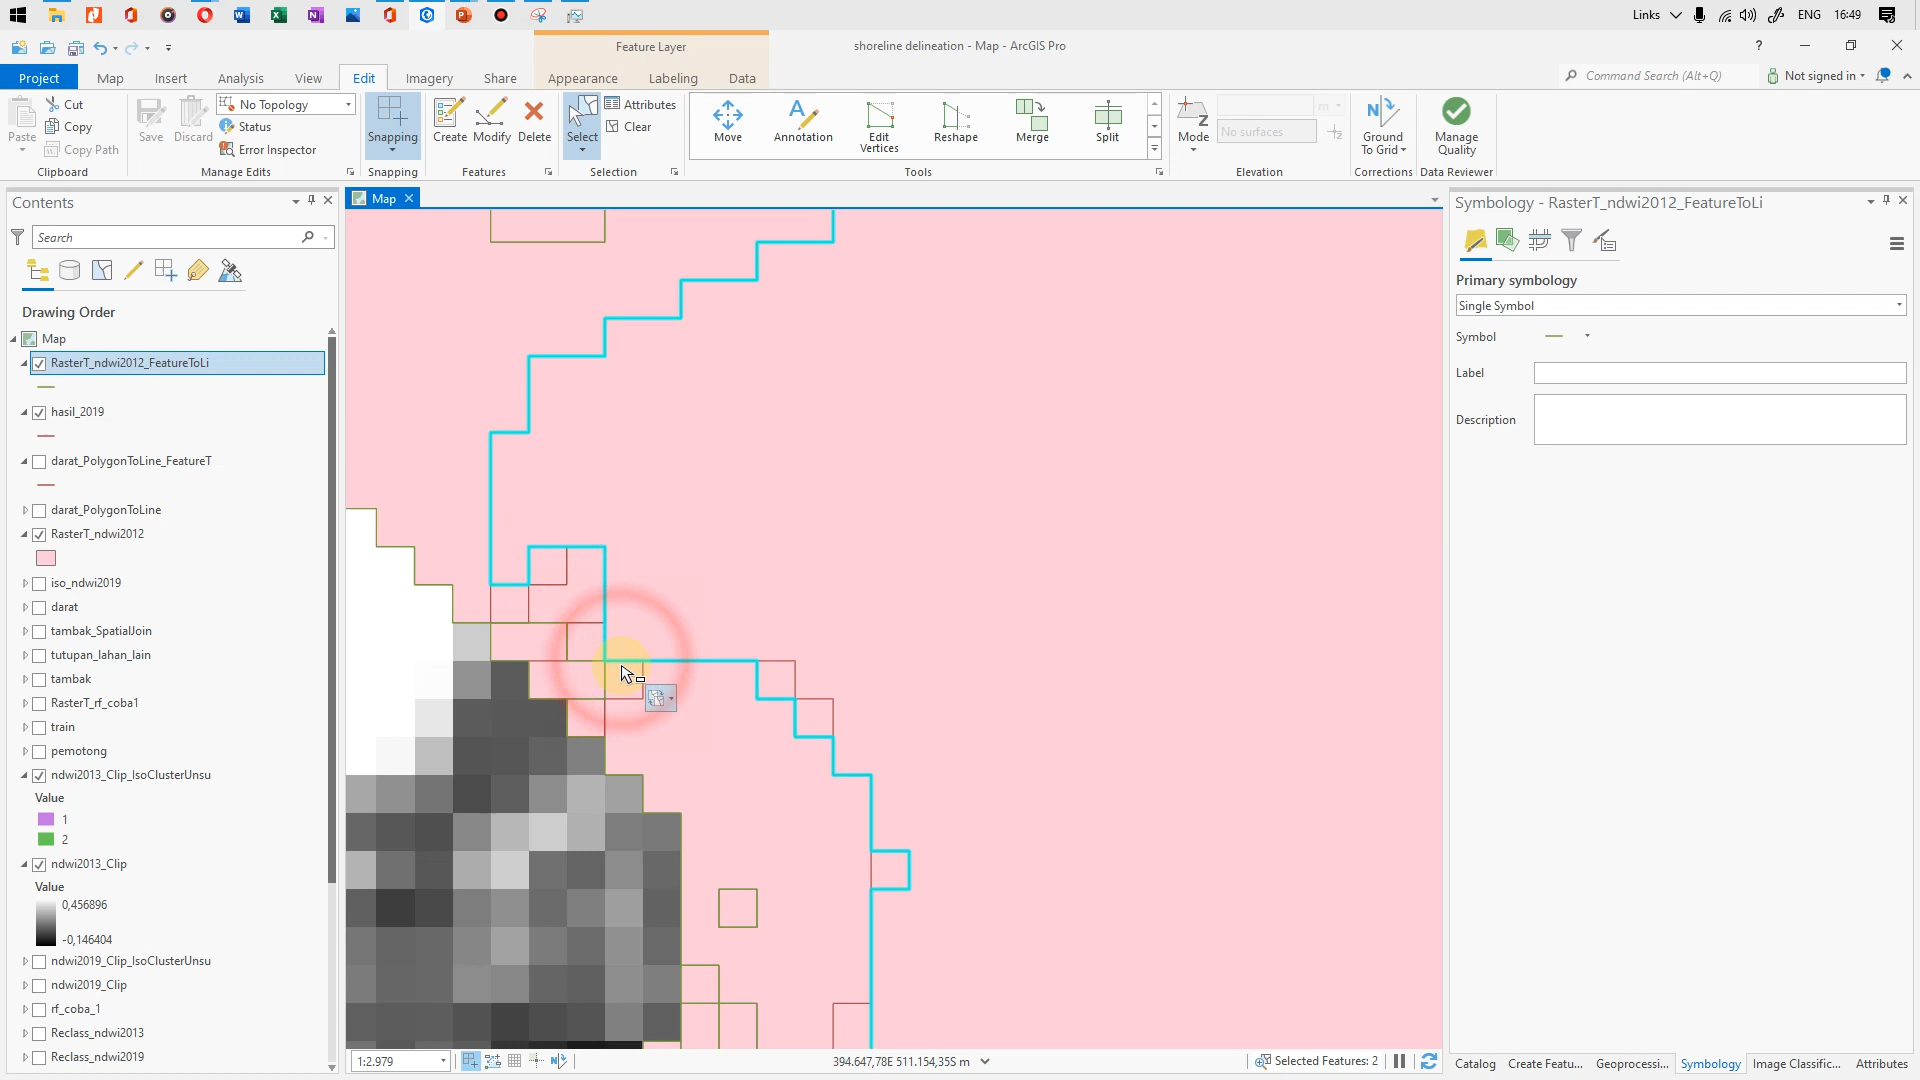 Links
ENG
16:49
Feature Layer
shoreline delineation - Map - ArcGIS Pro
?
Project
Map
Insert
Analysis
View
Edit
Imagery
Share
Appearance
Labeling
Data
Command Search (Alt+Q)
Not signed in
Paste
Cut
Copy
Copy Path
Clipboard
Save
Discard
No Topology
Status
Error Inspector
Manage Edits
Snapping
Snapping
Create
Modify
Delete
Features
Select
Attributes
Clear
Selection
Move
Annotation
Edit
Vertices
Reshape
Merge
Split
Tools
Mode
m
No surfaces
Elevation
Ground
To Grid
Corrections
Manage
Quality
Data Reviewer
Contents
Search
Drawing Order
Map
RasterT_ndwi2012_FeatureToLi
hasil_2019
darat_PolygonToLine_FeatureT
darat_PolygonToLine
RasterT_ndwi2012
iso_ndwi2019
darat
tambak_SpatialJoin
tutupan_lahan_lain
tambak
RasterT_rf_coba1
train
pemotong
ndwi2013_Clip_IsoClusterUnsu
Value
1
2
ndwi2013_Clip
Value
0,456896
-0,146404
ndwi2019_Clip_IsoClusterUnsu
ndwi2019_Clip
rf_coba_1
Reclass_ndwi2013
Reclass_ndwi2019
Map
1:2.979
394.647,78E 511.154,35S m
Selected Features: 2
Symbology - RasterT_ndwi2012_FeatureToLi
Primary symbology
Single Symbol
Symbol
Label
Description
Catalog
Create Featu...
Geoprocessi...
Symbology
Image Classific...
Attributes